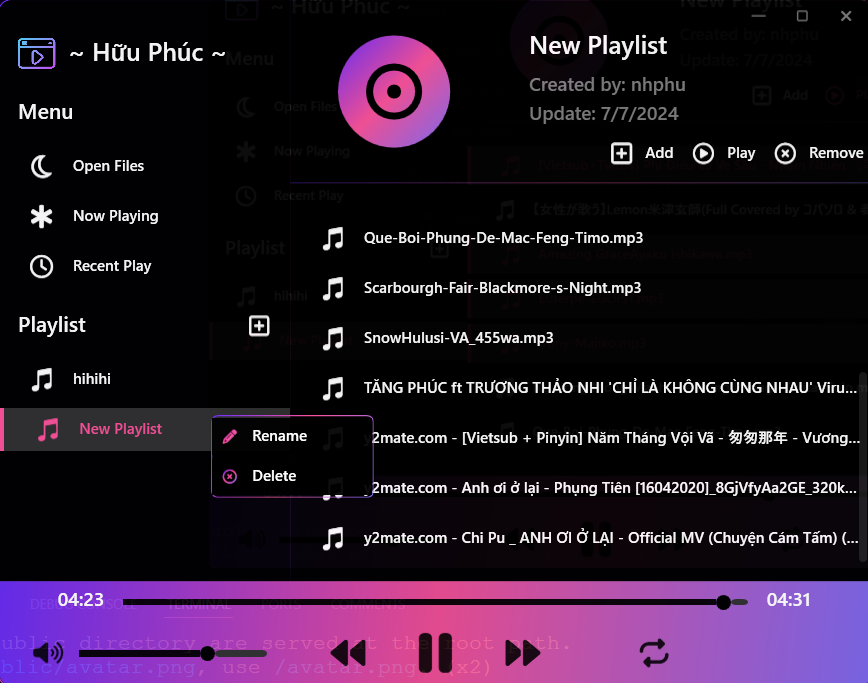 ~ Hữu Phúc ~
Menu
Open Files
Now Playing
Recent Play
Playlist
hihihi
New Playlist
Rename
Delete
New Playlist
Created by: nhphu
Update: 7/7/2024
Add
Play
Remove
Que-Boi-Phung-De-Mac-Feng-Timo.mp3
Scarbourgh-Fair-Blackmore-s-Night.mp3
SnowHulusi-VA_455wa.mp3
TĂNG PHÚC ft TRƯƠNG THẢO NHI 'CHỈ LÀ KHÔNG CÙNG NHAU' Viru...
y2mate.com - [Vietsub + Pinyin] Năm Tháng Vội Vã - 匆匆那年 - Vương...
y2mate.com - Anh ơi ở lại - Phụng Tiên [16042020]_8GjVfyAa2GE_320k...
y2mate.com - Chi Pu _ ANH ƠI Ở LẠI - Official MV (Chuyện Cám Tấm) (...
04:23
04:31
TERMINAL
PORTS
COMMENTS
ublic directory are served at the root path.
blic/avatar.png, use /avatar.png. (x2)